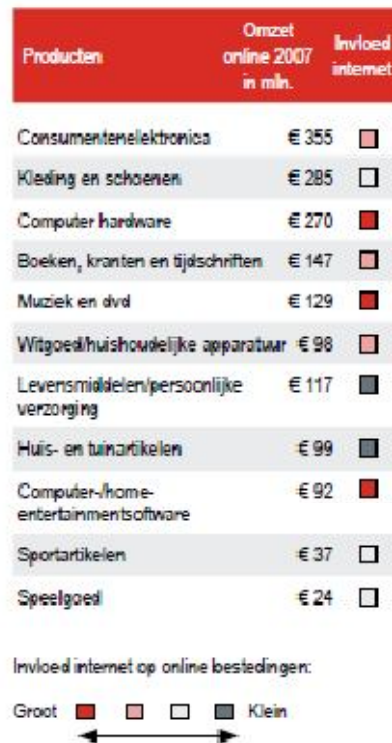 Producten Omzet online 2007 in mln. Invloed internet
Consumentenelektronica € 355
Kleding en schoenen € 285
Computer hardware € 270
Boeken, kranten en tijdschriften € 147
Muziek en dvd € 129
Witgoed/huishoudelijke apparatuur € 98
Levensmiddelen/persoonlijke € 117
verzorging
Huis- en tuinartikelen € 99
Computer-/home- € 92
entertainmentsoftware
Sportartikelen € 37
Speelgoed € 24
Invloed internet op online bestedingen:
Groot Klein